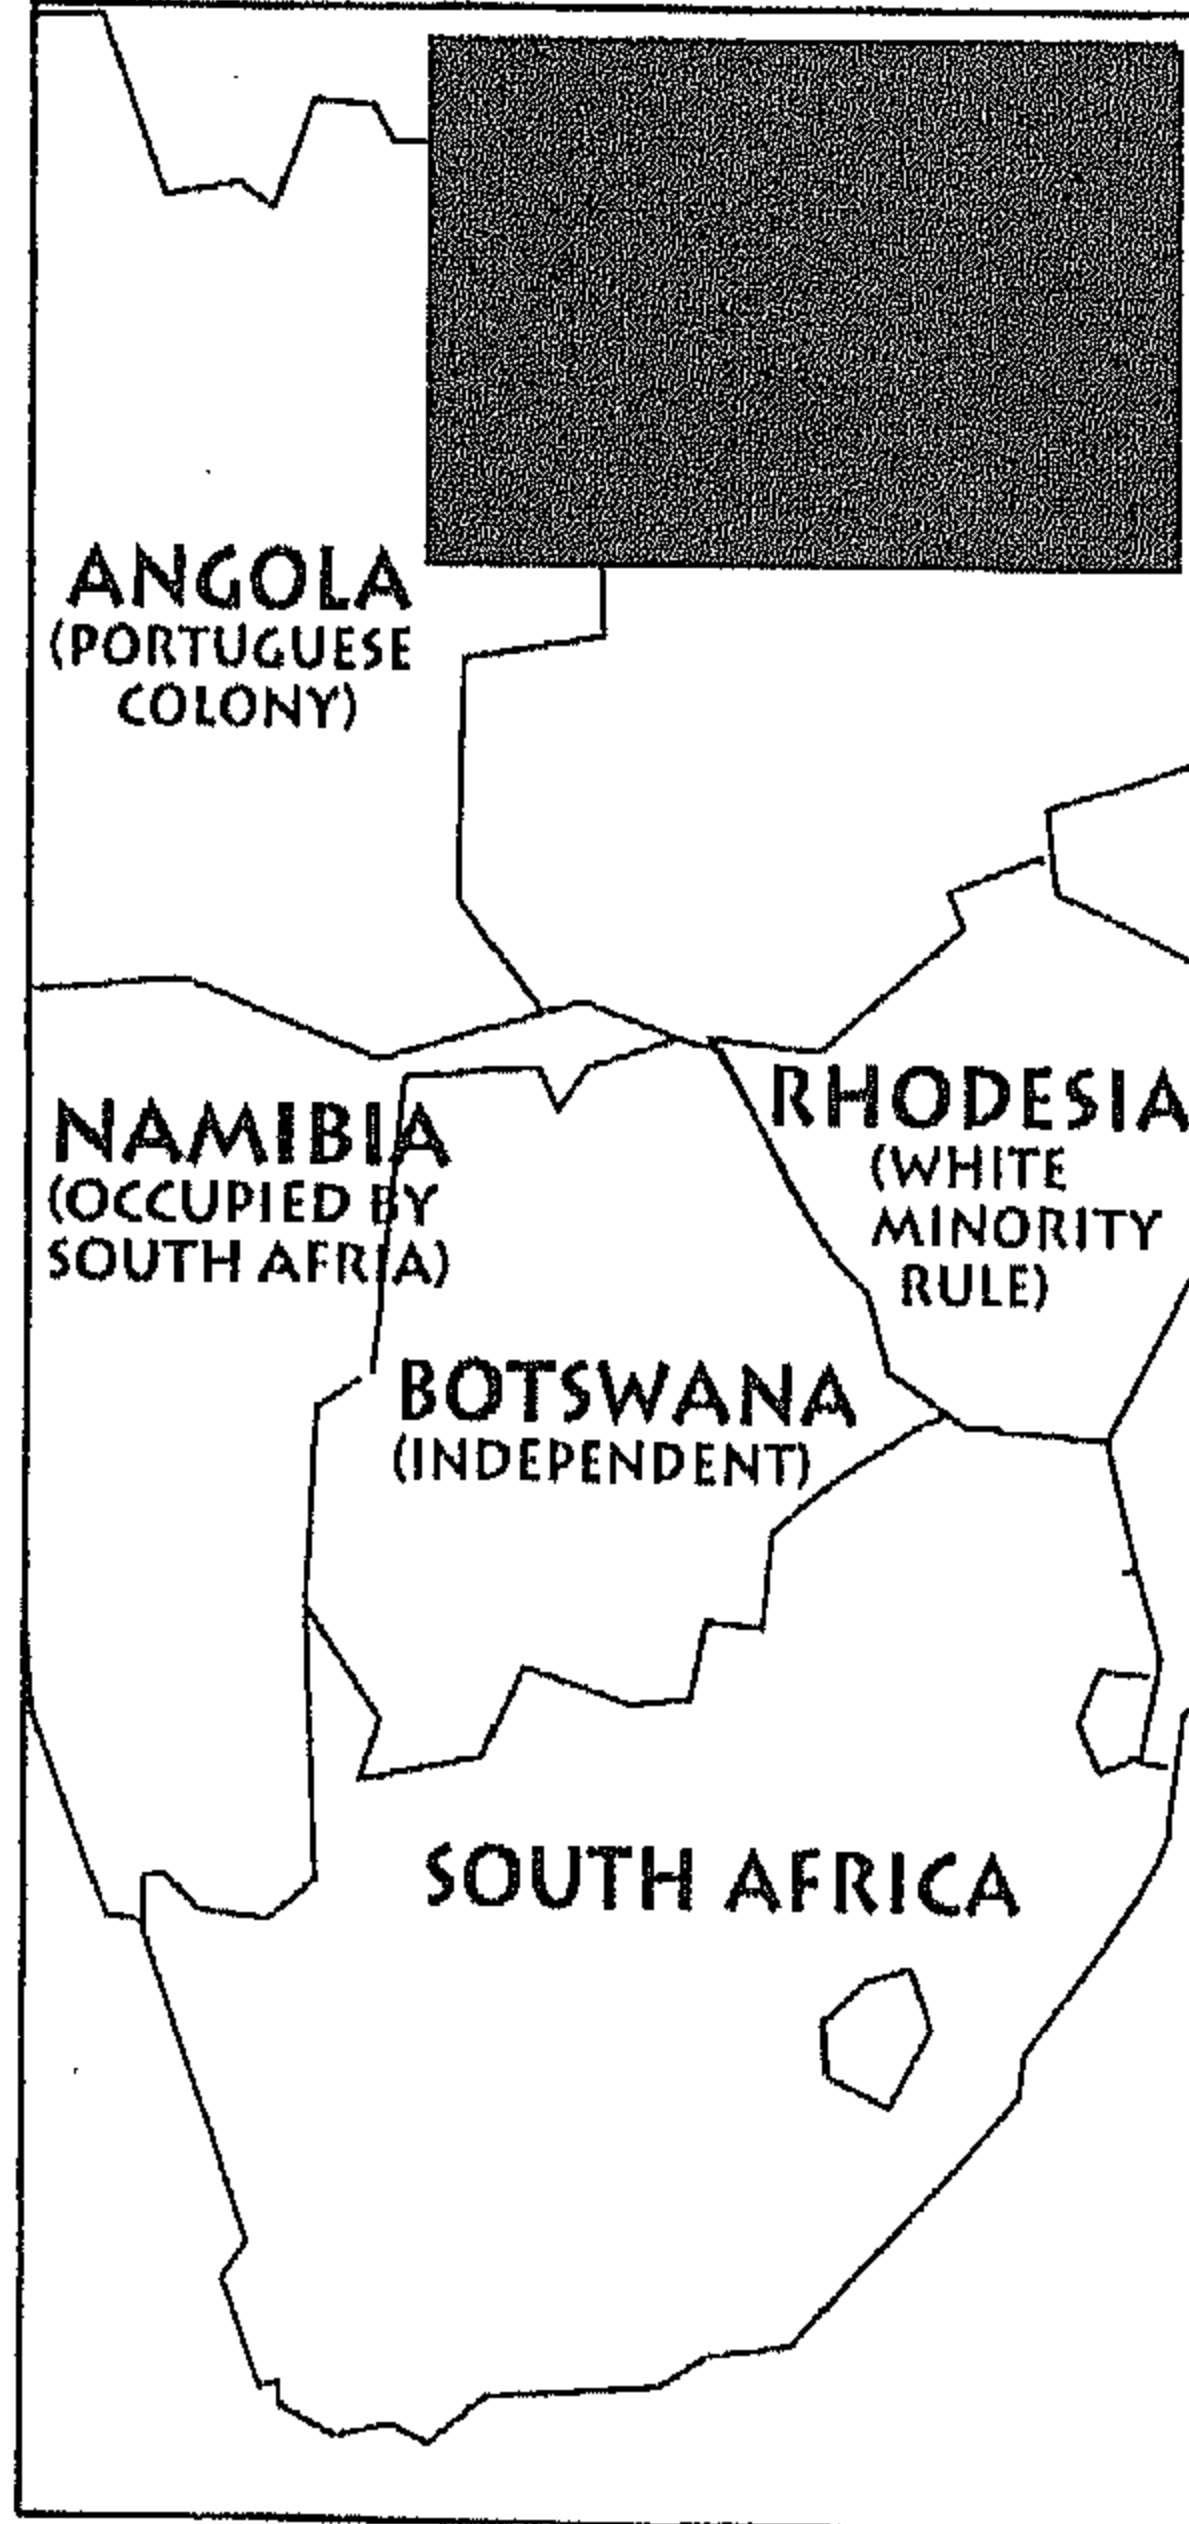 ANGOLA
(PORTUGUESE
COLONY)
NAMIBIA
(OCCUPIED BY
SOUTH AFRIA)
RHODESIA
(WHITE
MINORITY
RULE)
BOTSWANA
(INDEPENDENT)
SOUTH AFRICA